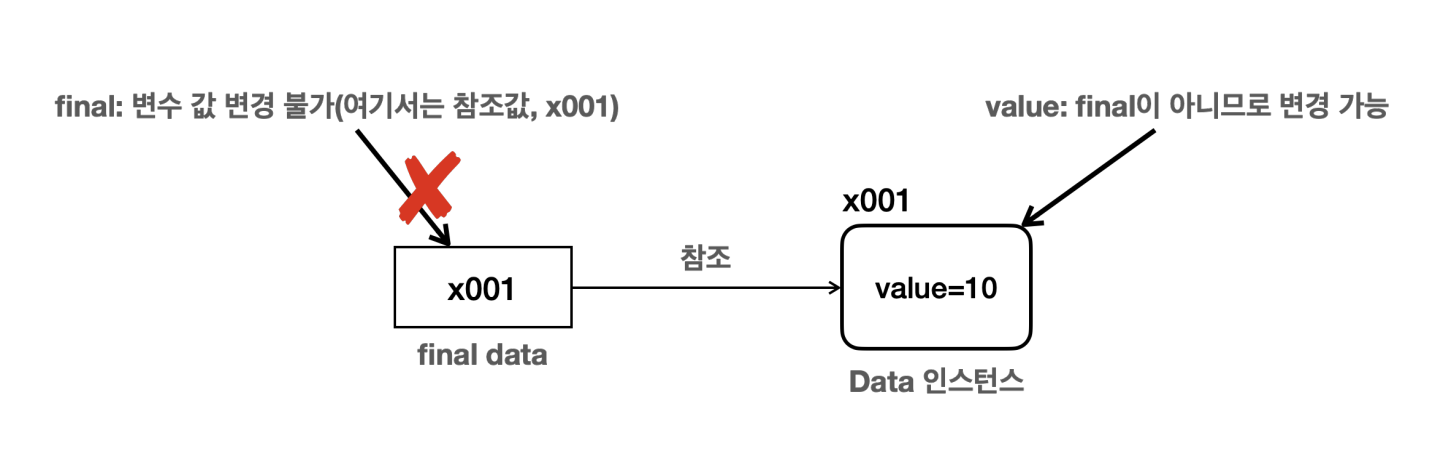 final: 변수 값 변경 불가(여기서는 참조값, x001)
value: final이 아니므로 변경 가능
x001
참조
x001
value=10
final data
Data 인스턴스